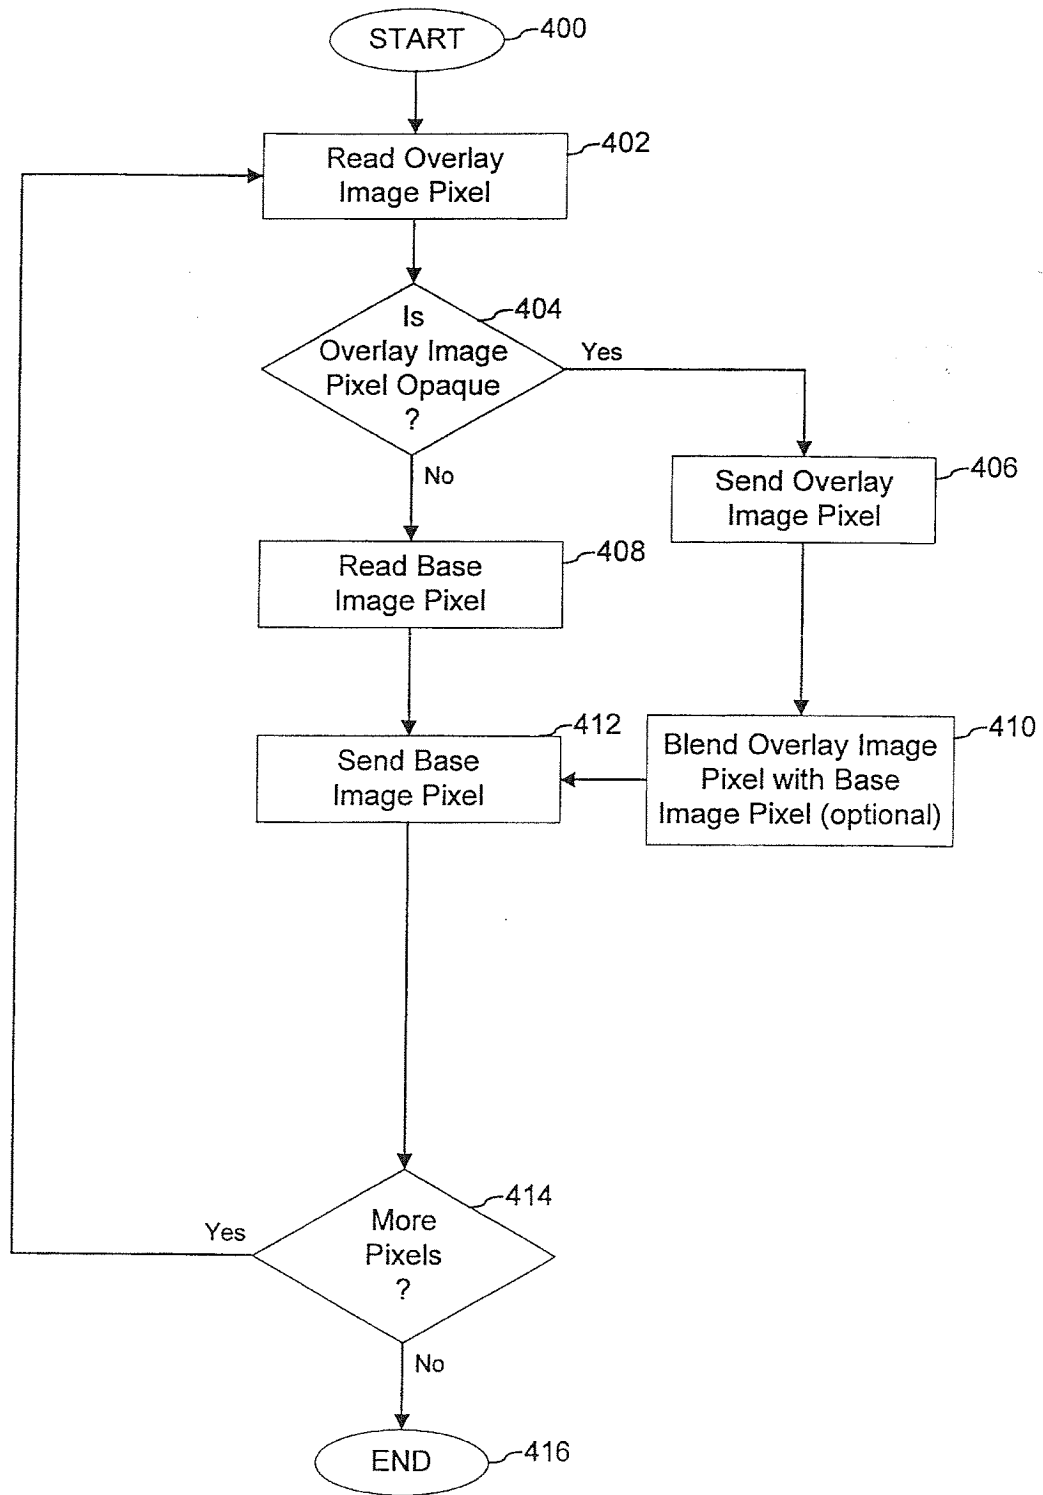 START
400
Read Overlay
Image Pixel
402
Is
Overlay Image
Pixel Opaque
?
404
Yes
No
Send Overlay
Image Pixel
406
Read Base
Image Pixel
408
Send Base
Image Pixel
412
Blend Overlay Image
Pixel with Base
Image Pixel (optional)
410
More
Pixels
?
414
Yes
No
END
416